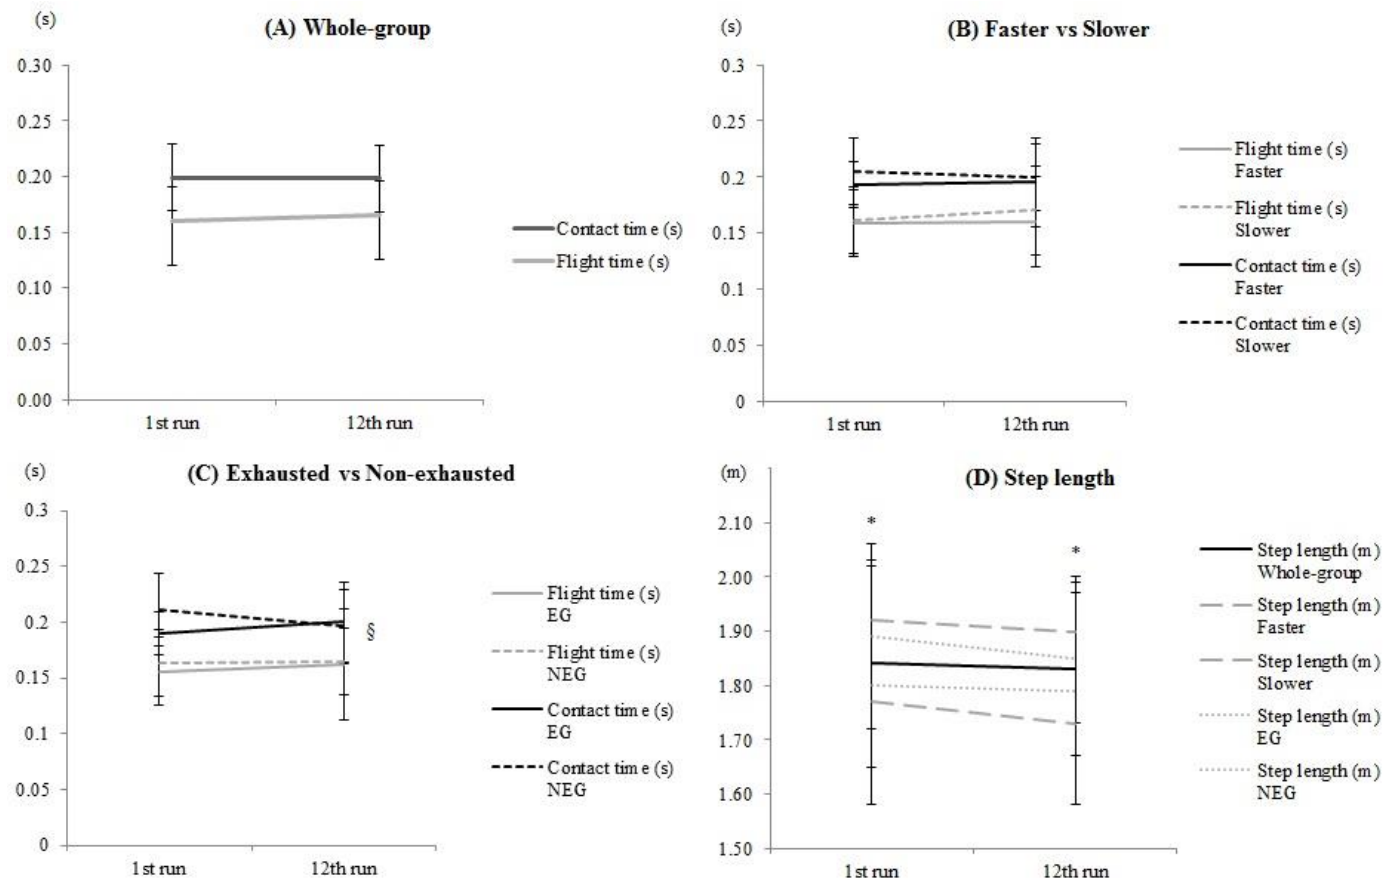 (s)
(A) Whole-group
0.30
0.25
0.20
0.15
0.10
0.05
0.00
1st run
12th run
Contact time (s)
Flight time (s)
(s)
(B) Faster vs Slower
0.3
0.25
0.2
0.15
0.1
0.05
0
1st run
12th run
Flight time (s)
Faster
Flight time (s)
Slower
Contact time (s)
Faster
Contact time (s)
Slower
(s)
(C) Exhausted vs Non-exhausted
0.3
0.25
0.2
0.15
0.1
0.05
0
§
1st run
12th run
Flight time (s)
EG
Flight time (s)
NEG
Contact time (s)
EG
Contact time (s)
NEG
(m)
(D) Step length
2.10
2.00
1.90
1.80
1.70
1.60
1.50
*
*
1st run
12th run
Step length (m)
Whole-group
Step length (m)
Faster
Step length (m)
Slower
Step length (m)
EG
Step length (m)
NEG